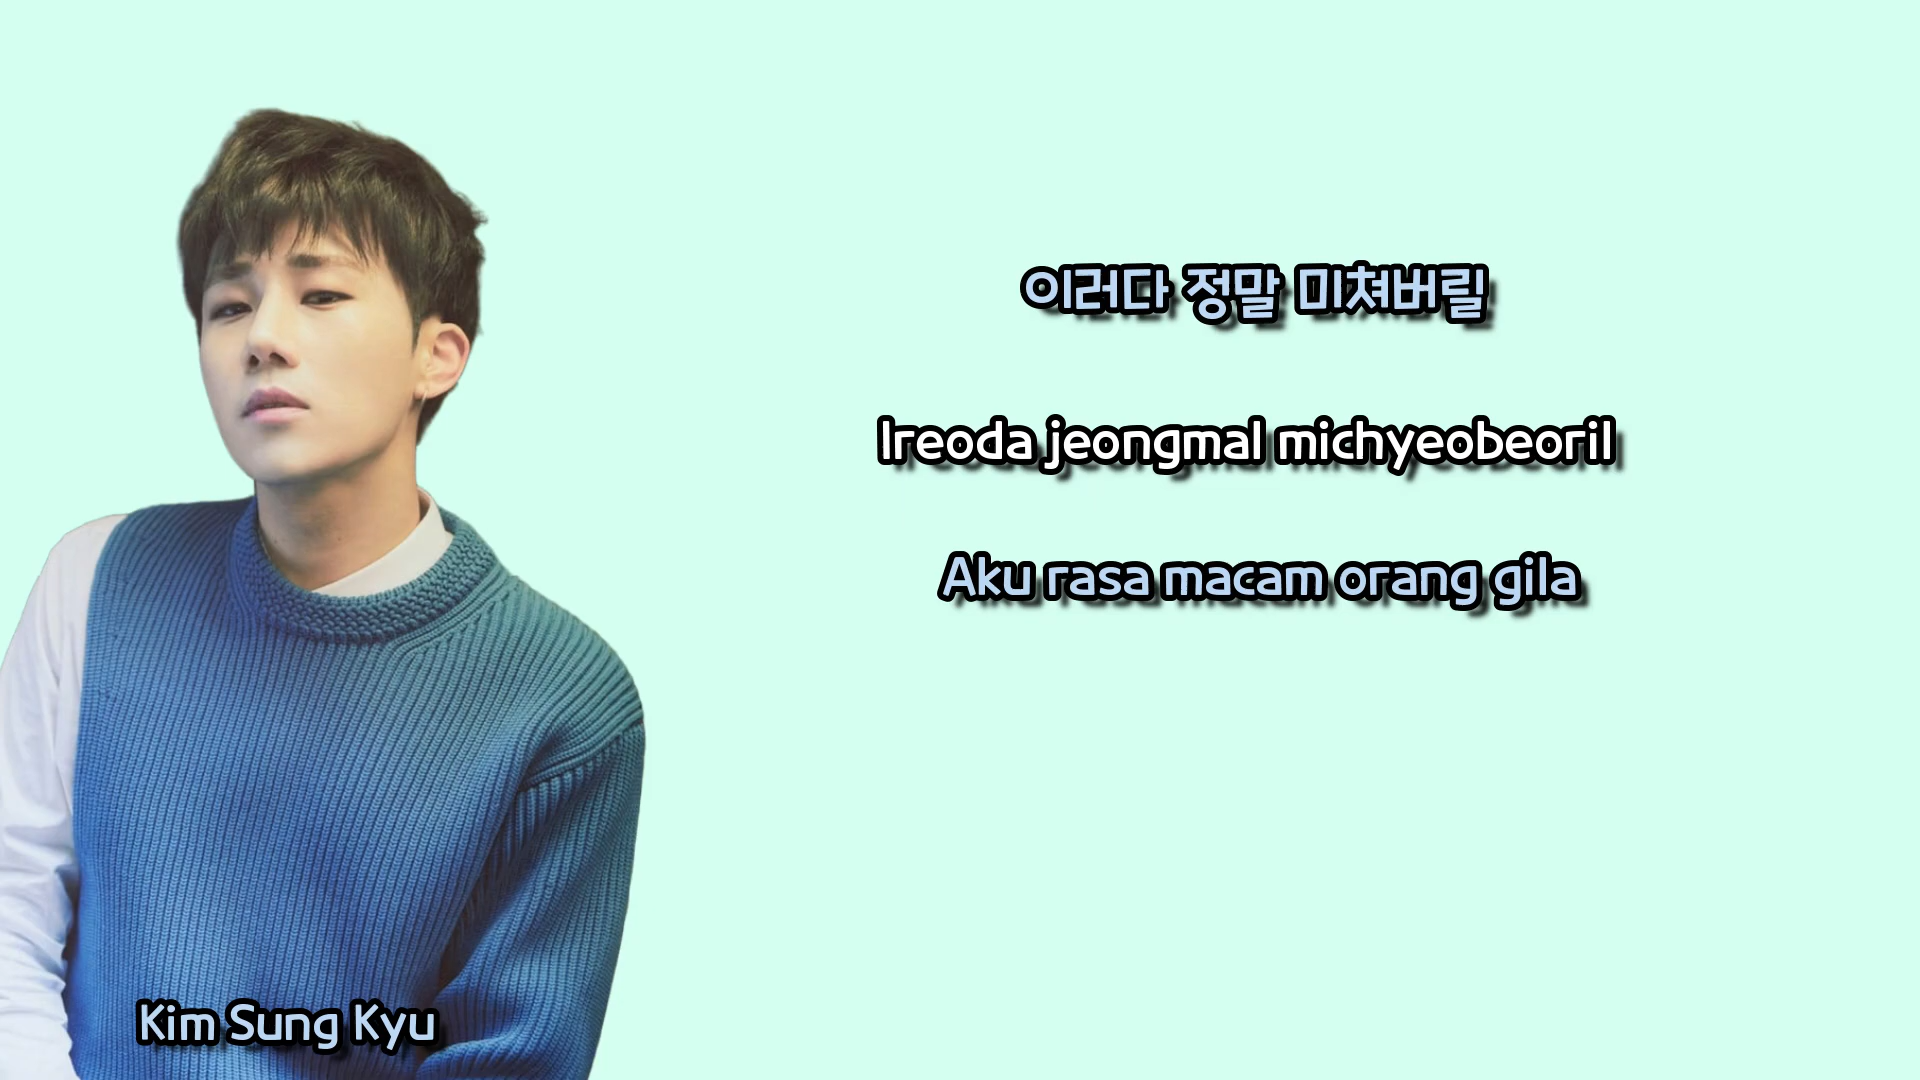 이러다 정말 미쳐버릴
Ireoda jeongmal michyeobeoril
Aku rasa macam orang gila
Kim Sung Kyu